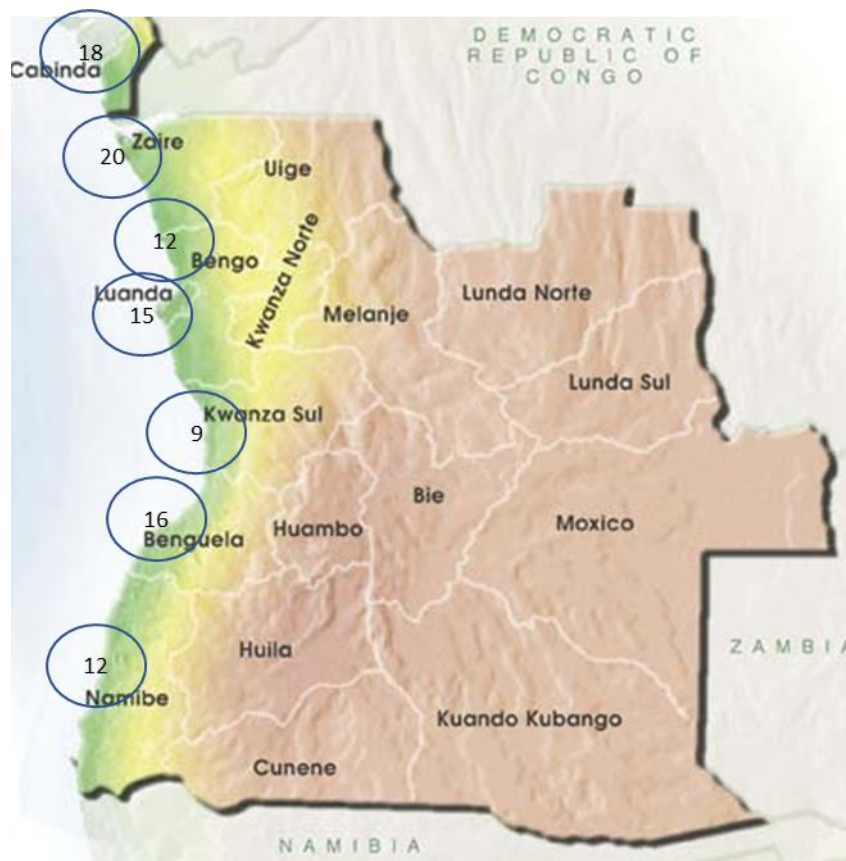 DEMOCRATIC
REPUBLIC OF
CONGO
18
Cabinda
Zaire
20
Uige
12
Bengo
Kwanza Norte
Luanda
15
Melanje
Lunda Norte
Lunda Sul
Kwanza Sul
9
Bie
16
Benguela
Huambo
Moxico
12
Huila
ZAMBIA
Namibe
Kuando Kubango
Cunene
NAMIBIA